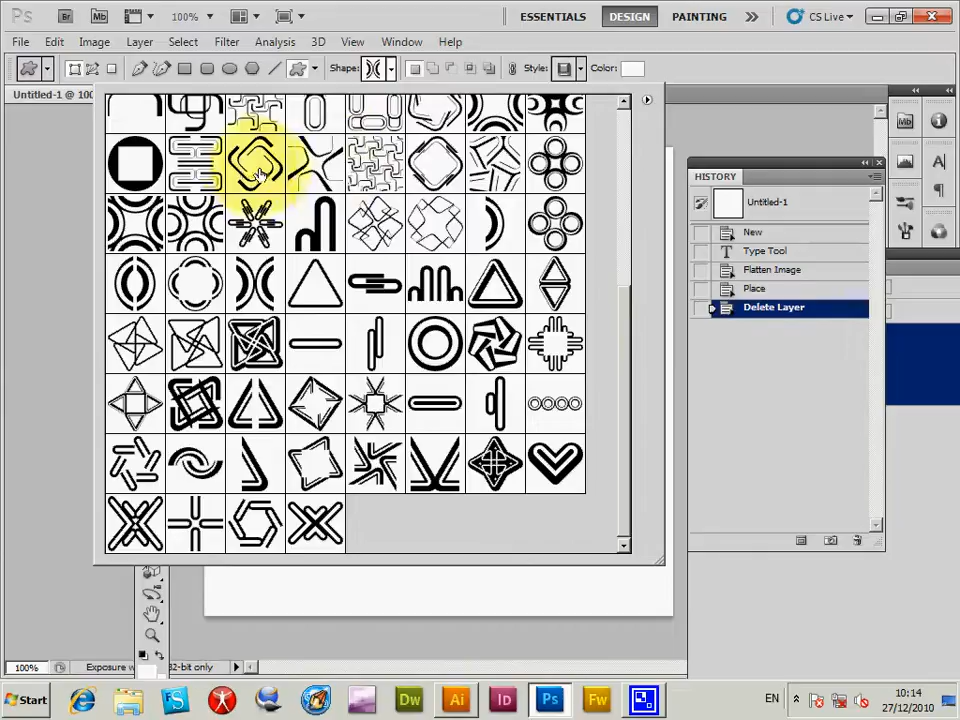 Ps Br Mb 100% ESSENTIALS DESIGN PAINTING CS Live
File Edit Image Layer Select Filter Analysis 3D View Window Help
Shape: Style: Color:
Untitled-1 @ 100
HISTORY
Untitled-1
New
T Type Tool
Flatten Image
Place
Delete Layer
Mb
A
100% Exposure w 32-bit only
Start Dw Ai Id Ps Fw EN 10:14
27/12/2010